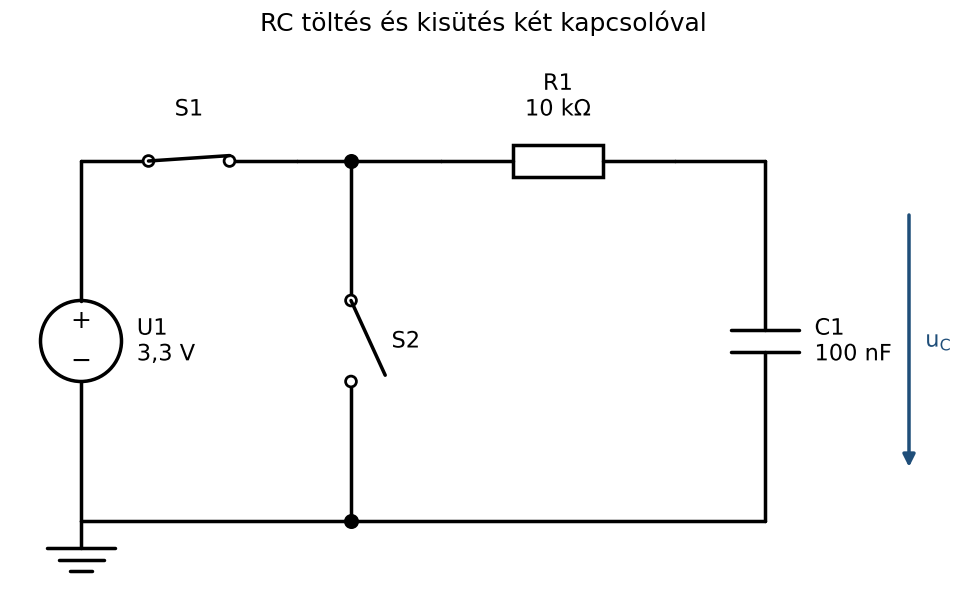 RC töltés és kisütés két kapcsolóval
R1
10 kΩ
S1
+
−
U1
3,3 V
S2
C1
100 nF
uC